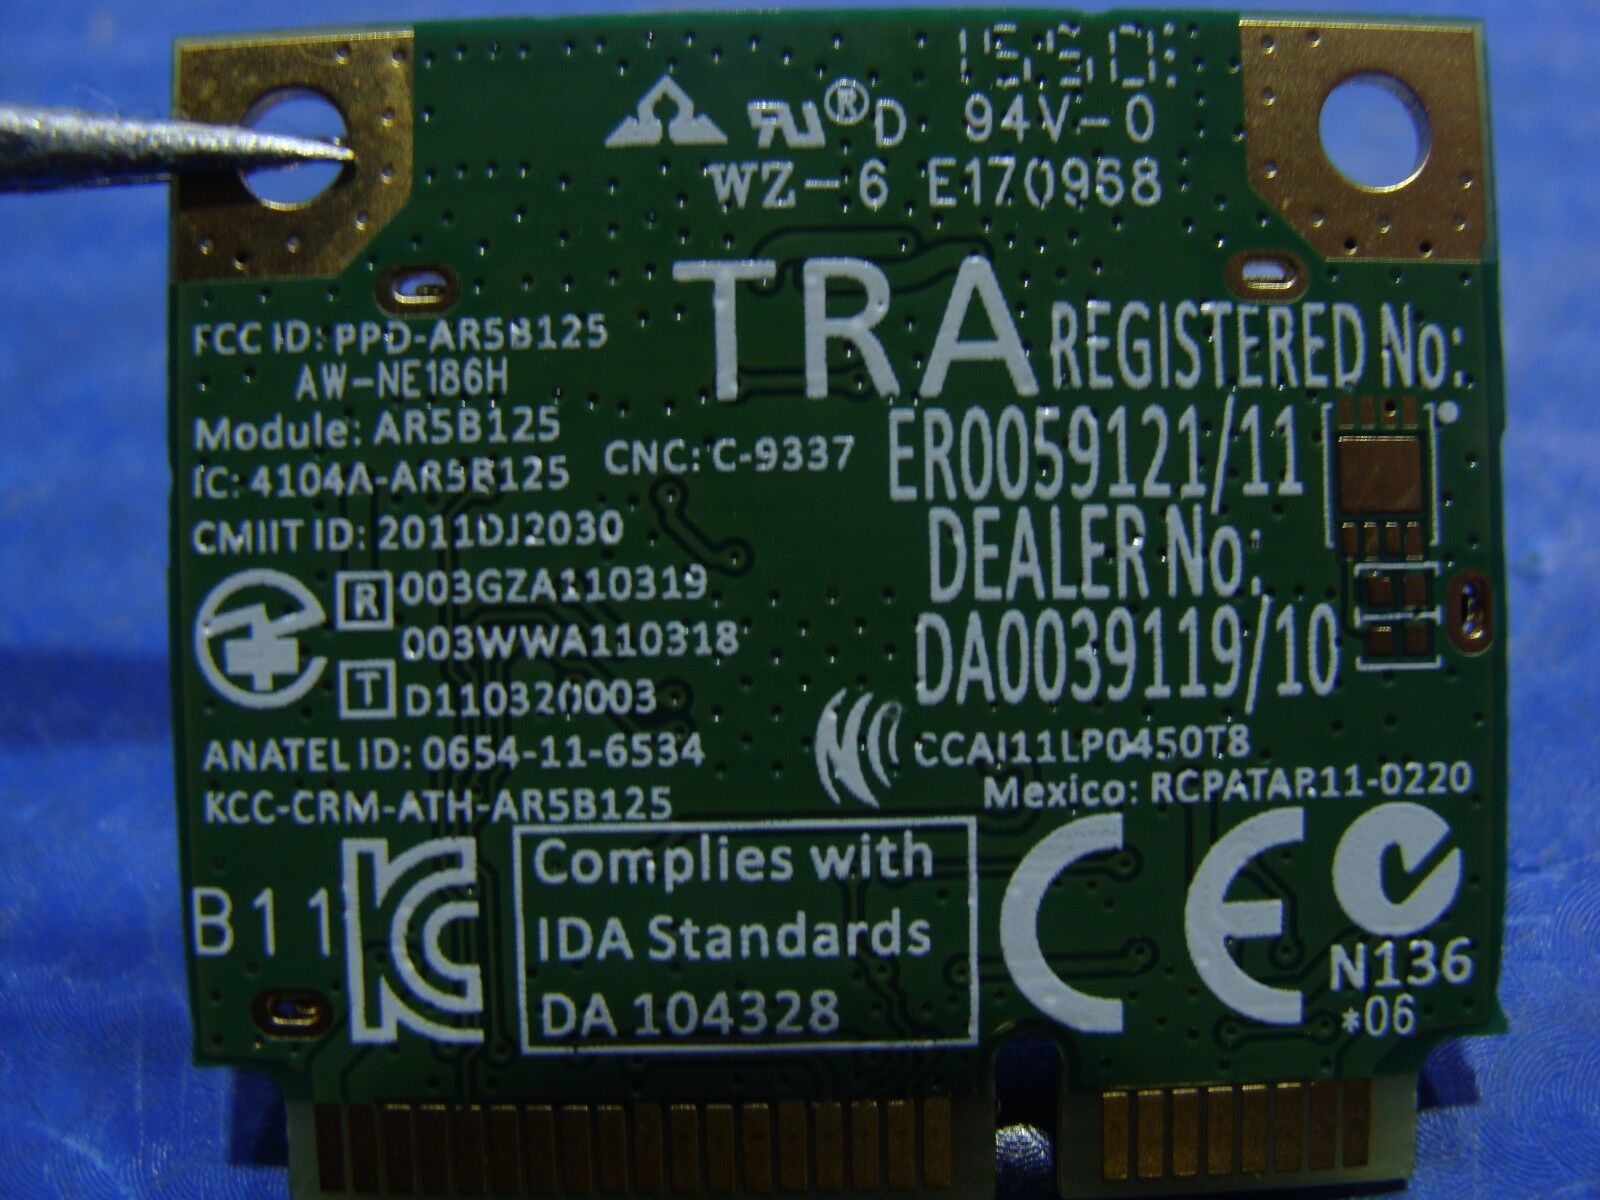 D 94V-0
WZ-6 E170968
TRA REGISTERED No:
ER0059121/11
DEALER No:
DA0039119/10
FCC ID: PPD-AR5B125
AW-NE186H
Module: AR5B125
IC: 4104A-AR5B125
CNC: C-9337
CMIIT ID: 2011DJ2030
R 003GZA110319
003WWA110318
T D110320003
ANATEL ID: 0654-11-6534
KCC-CRM-ATH-AR5B125
CCAJ11LP0450T8
Mexico: RCPATAR11-0220
B11
Complies with
IDA Standards
DA 104328
CE
N136
*06